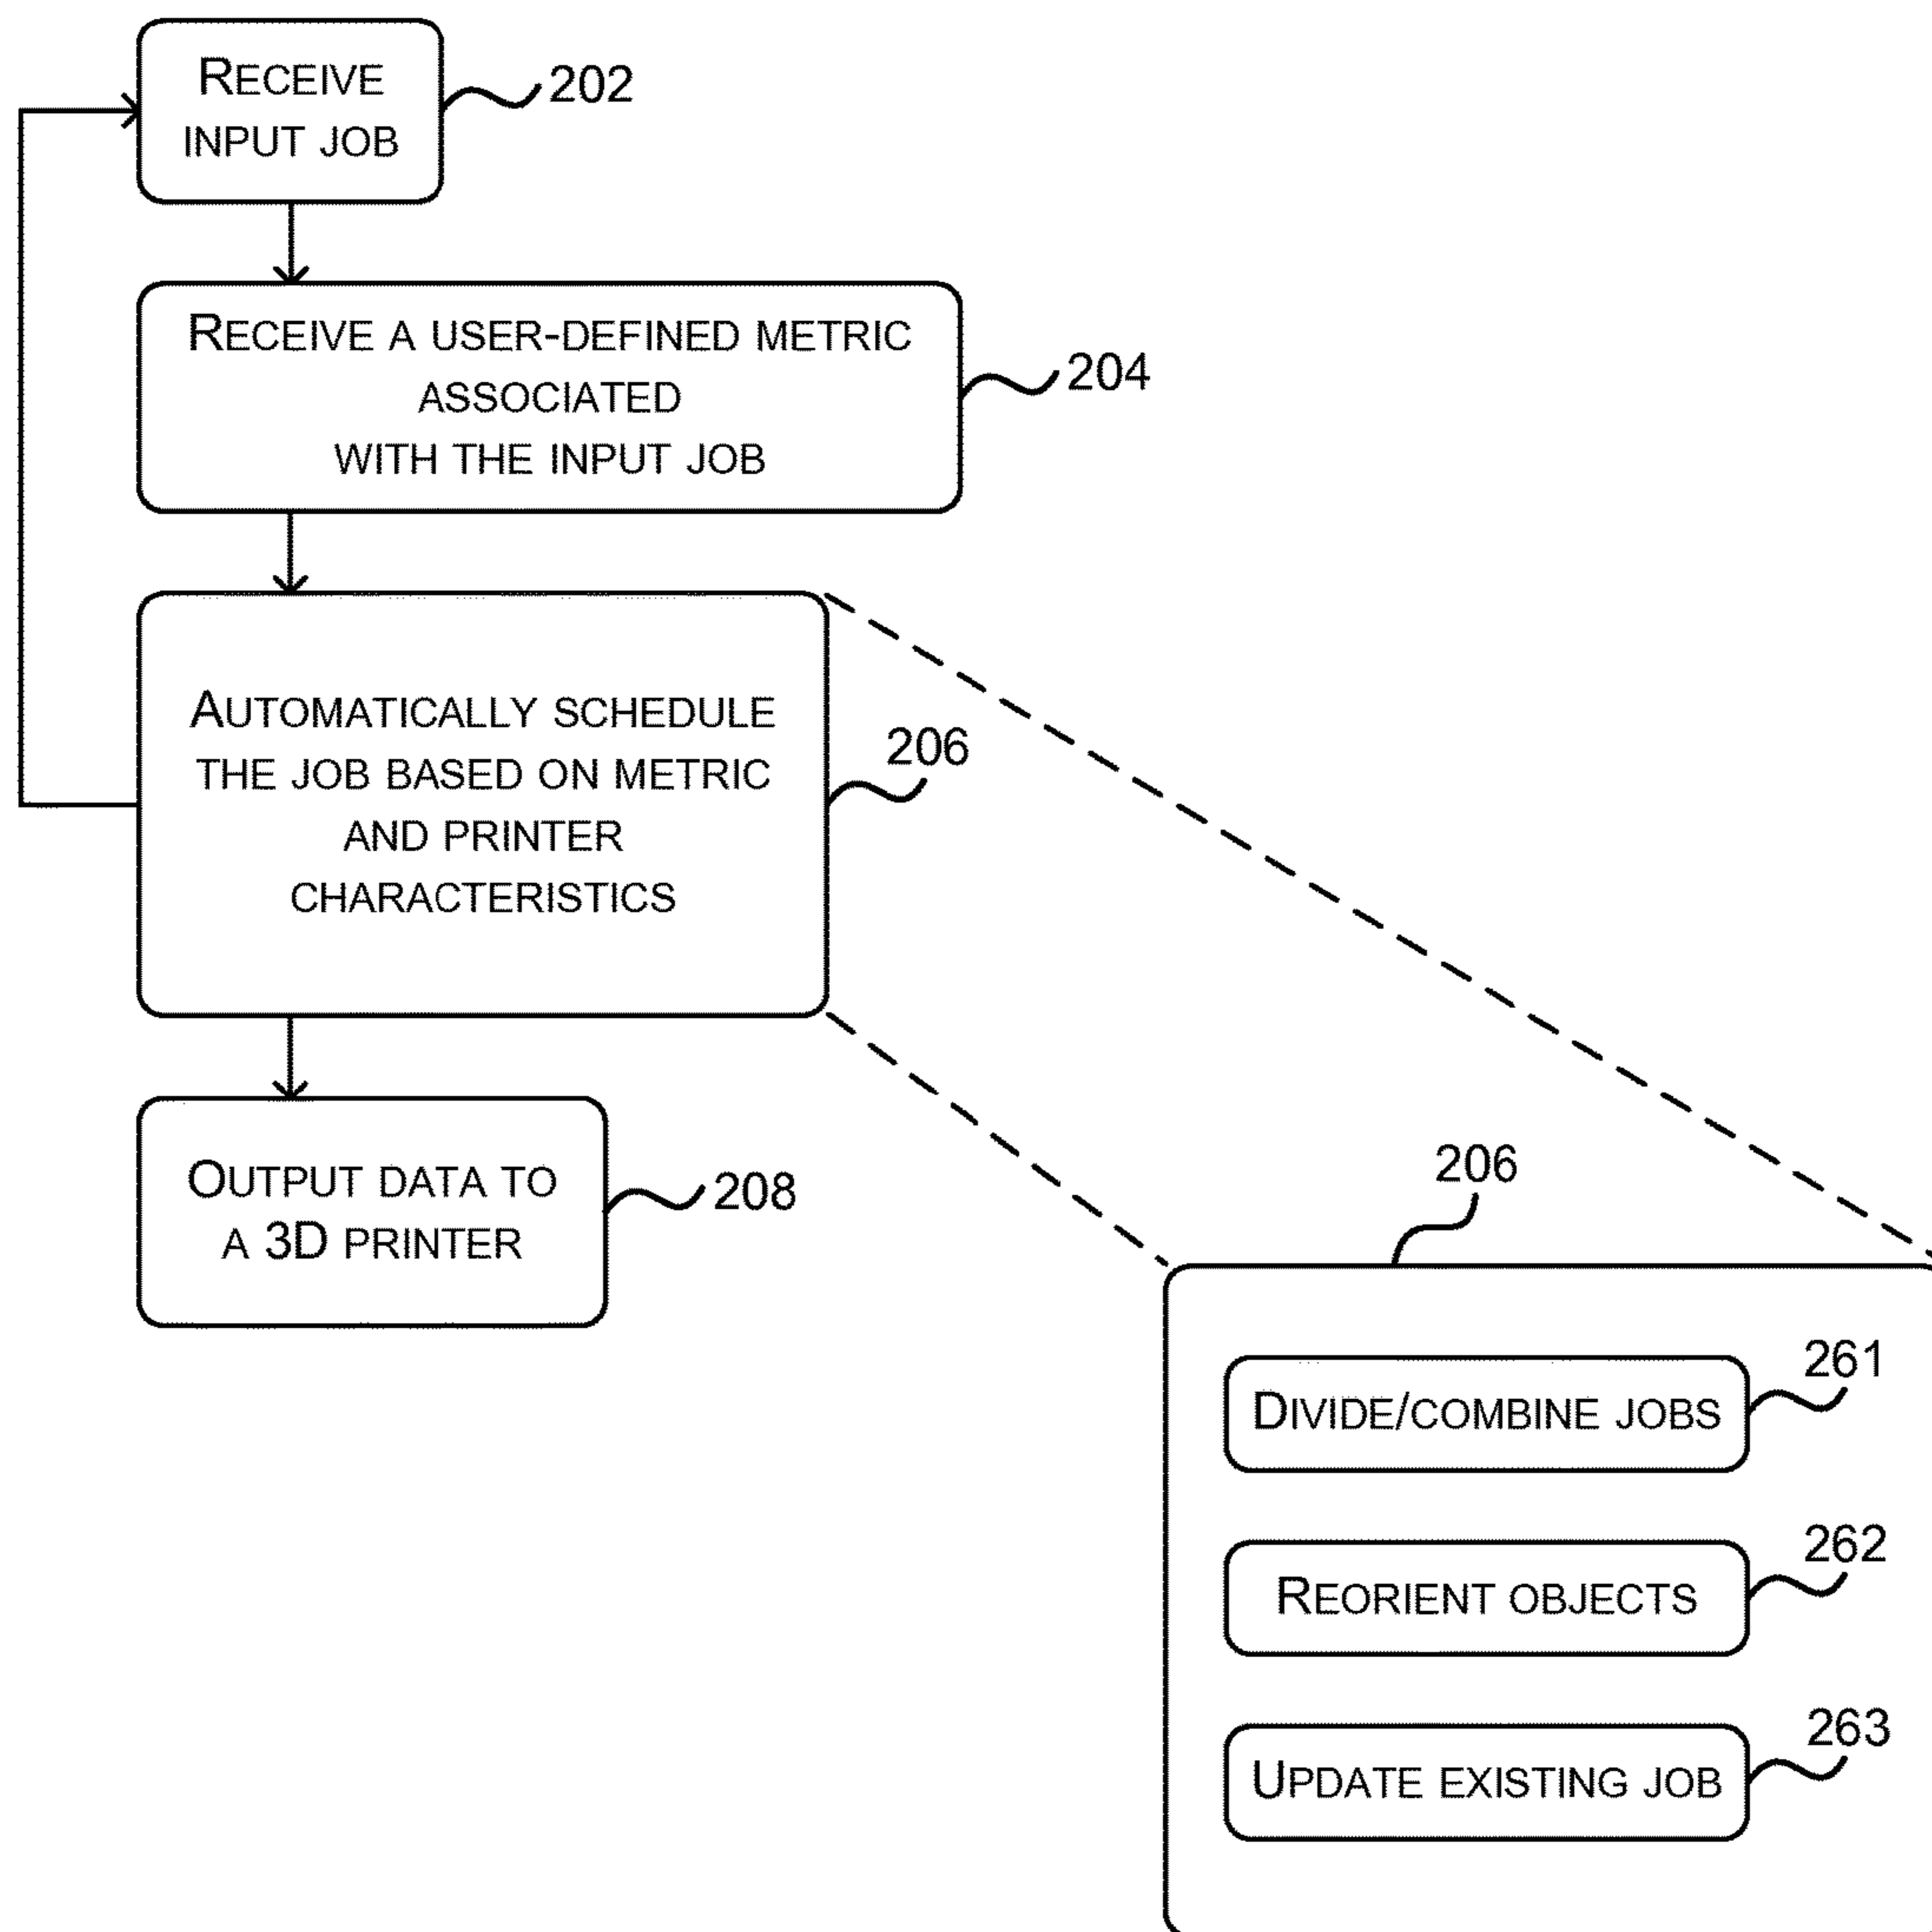 RECEIVE
INPUT JOB
202
RECEIVE A USER-DEFINED METRIC
ASSOCIATED
WITH THE INPUT JOB
204
AUTOMATICALLY SCHEDULE
THE JOB BASED ON METRIC
AND PRINTER
CHARACTERISTICS
206
OUTPUT DATA TO
A 3D PRINTER
208
206
DIVIDE/COMBINE JOBS
261
REORIENT OBJECTS
262
UPDATE EXISTING JOB
263